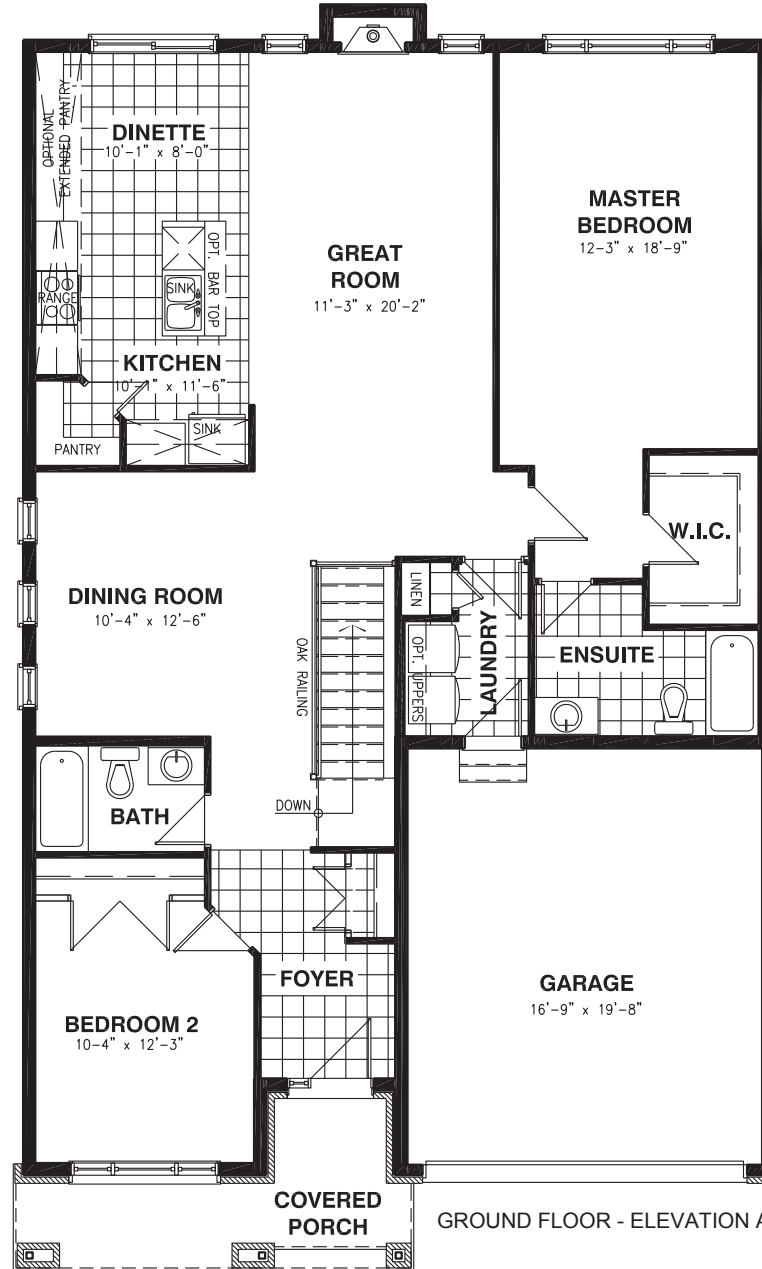 DINETTE
10'-1" x 8'-0"
OPTIONAL
EXTENDED PANTRY
MASTER
BEDROOM
12-3" x 18'-9"
GREAT
ROOM
11'-3" x 20'-2"
OPT. BAR TOP
SINK
RANGE
KITCHEN
10'-1" x 11'-6"
SINK
PANTRY
W.I.C.
DINING ROOM
10'-4" x 12'-6"
OAK RAILING
LINEN
OPT. UPPERS
LAUNDRY
ENSUITE
DOWN
BATH
FOYER
GARAGE
16'-9" x 19'-8"
BEDROOM 2
10-4" x 12'-3"
COVERED
PORCH
GROUND FLOOR - ELEVATION A